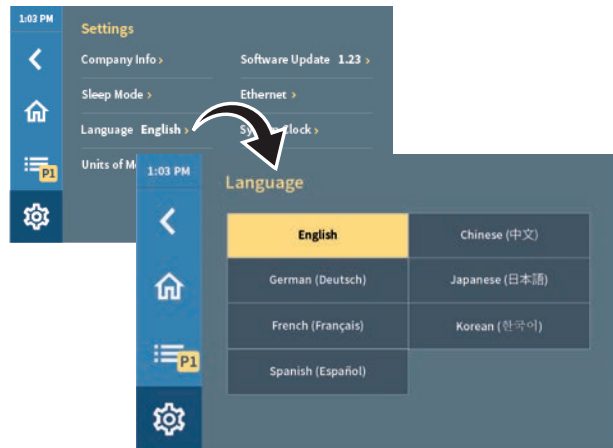 1:03 PM
Settings
Company Info ›
Software Update 1.23 ›
Sleep Mode ›
Ethernet ›
Language English ›
Clock ›
Units of
P1
1:03 PM
Language
English
Chinese (中文)
German (Deutsch)
Japanese (日本語)
French (Français)
Korean (한국어)
Spanish (Español)
P1